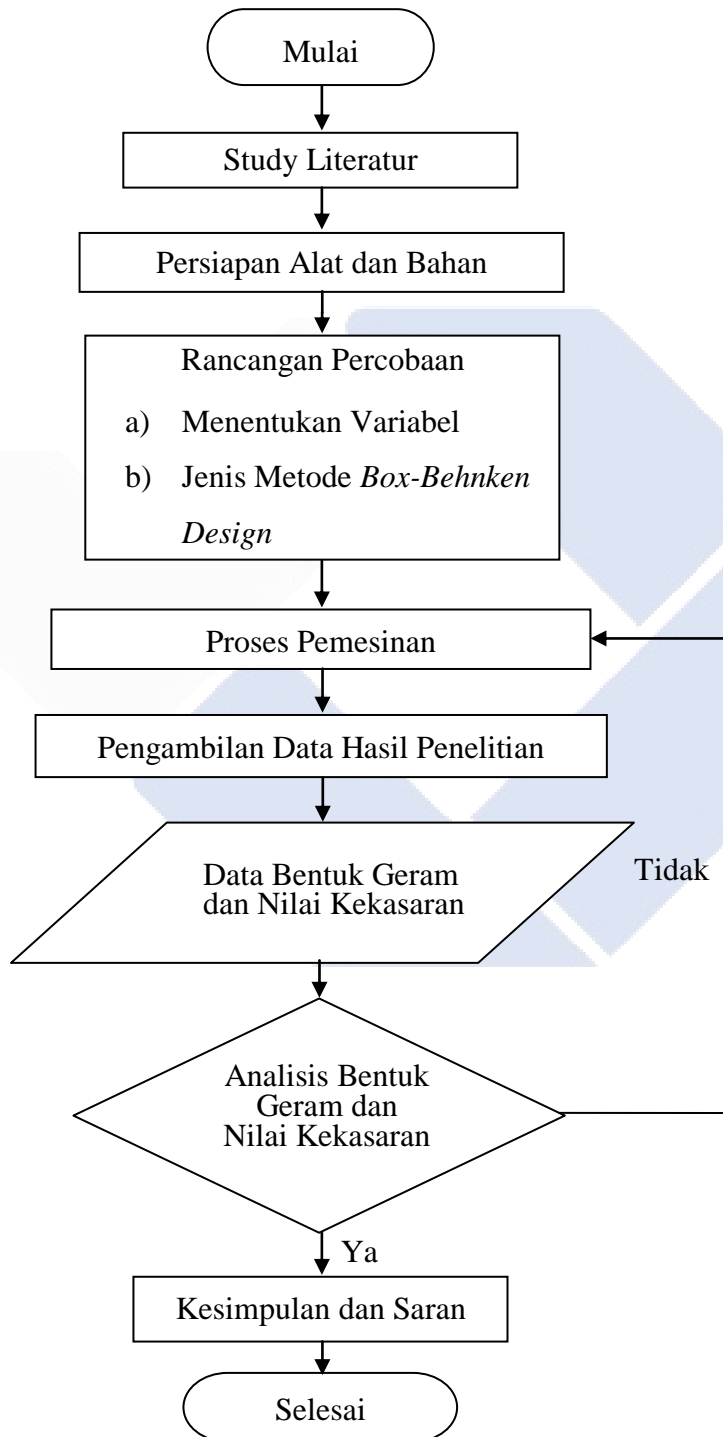 Mulai
Study Literatur
Persiapan Alat dan Bahan
Rancangan Percobaan
a) Menentukan Variabel
b) Jenis Metode Box-Behnken
Design
Proses Pemesinan
Pengambilan Data Hasil Penelitian
Data Bentuk Geram
dan Nilai Kekasaran
Tidak
Analisis Bentuk
Geram dan
Nilai Kekasaran
Ya
Kesimpulan dan Saran
Selesai